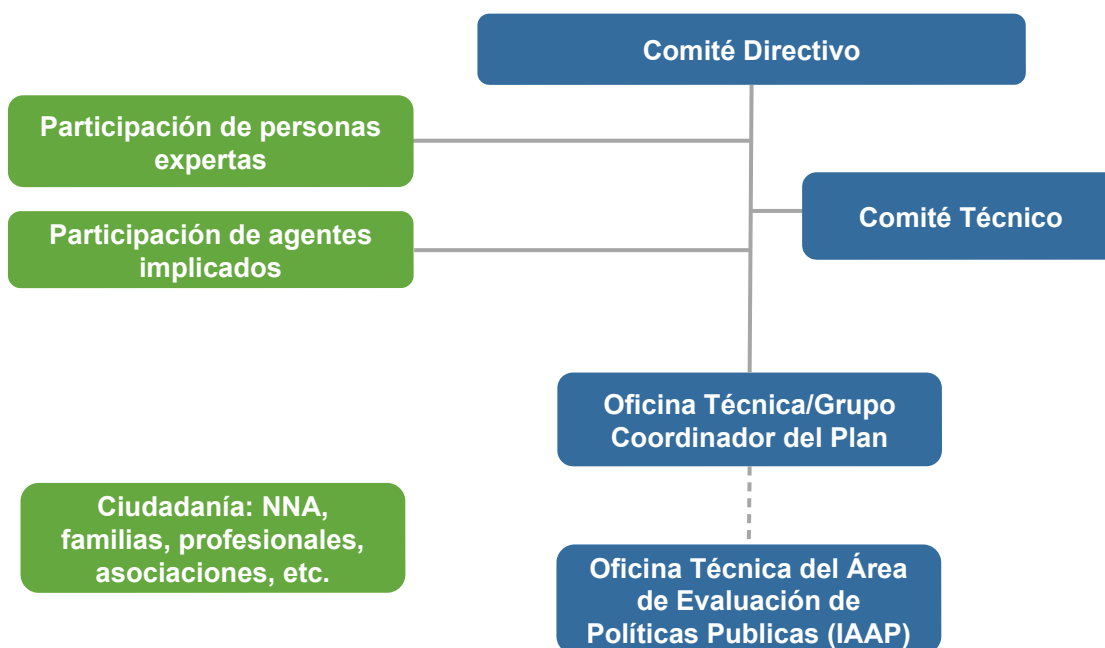 Comité Directivo
Participación de personas
expertas
Comité Técnico
Participación de agentes
implicados
Oficina Técnica/Grupo
Coordinador del Plan
Ciudadanía: NNA,
familias, profesionales,
asociaciones, etc.
Oficina Técnica del Área
de Evaluación de
Políticas Publicas (IAAP)